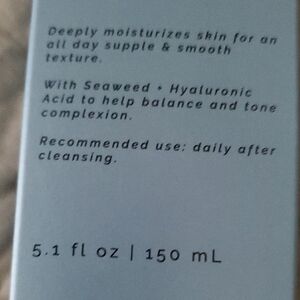 Deeply moisturizes skin for an
all day supple & smooth
texture.
With Seaweed + Hyaluronic
Acid to help balance and tone
complexion.
Recommended use: daily after
cleansing.
5.1 fl oz | 150 mL